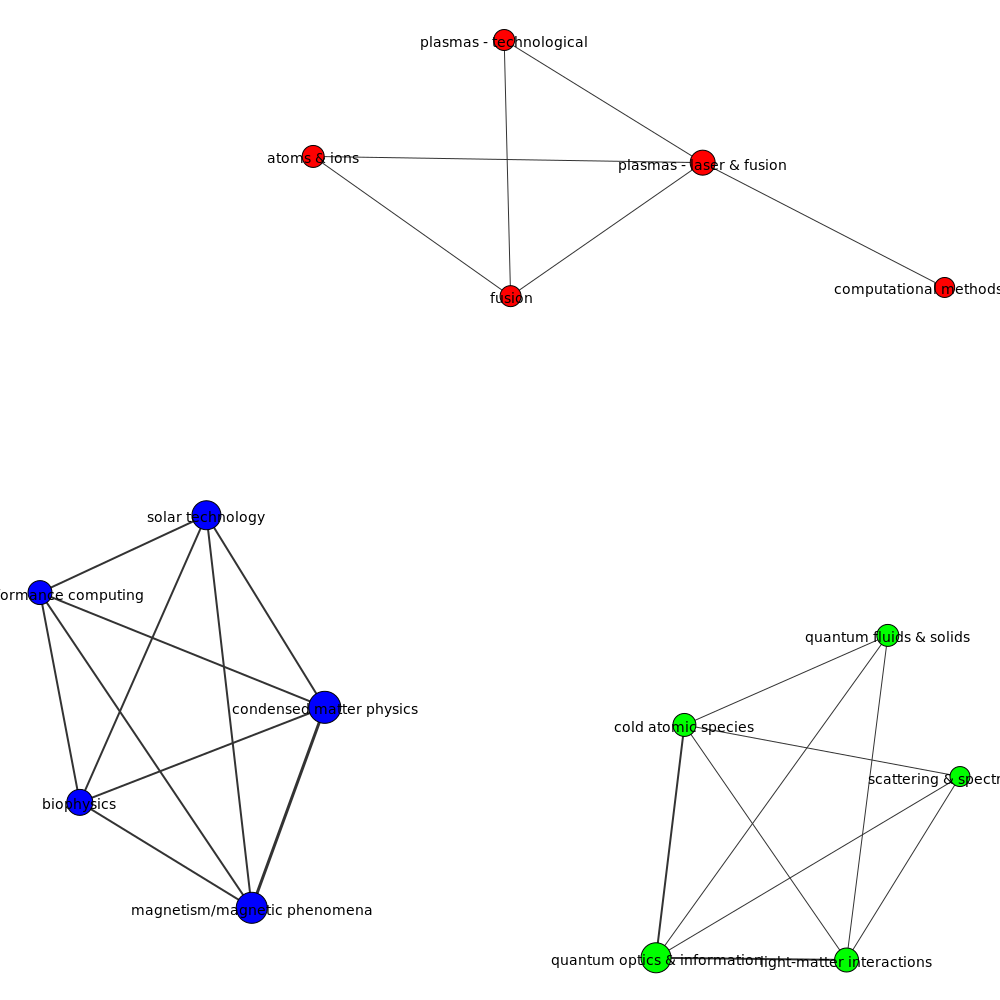 plasmas - technological
atoms & ions
plasmas - laser & fusion
computational methods
fusion
solar technology
ormance computing
condensed matter physics
biophysics
magnetism/magnetic phenomena
quantum fluids & solids
cold atomic species
scattering & spectr
quantum optics & information
light-matter interactions